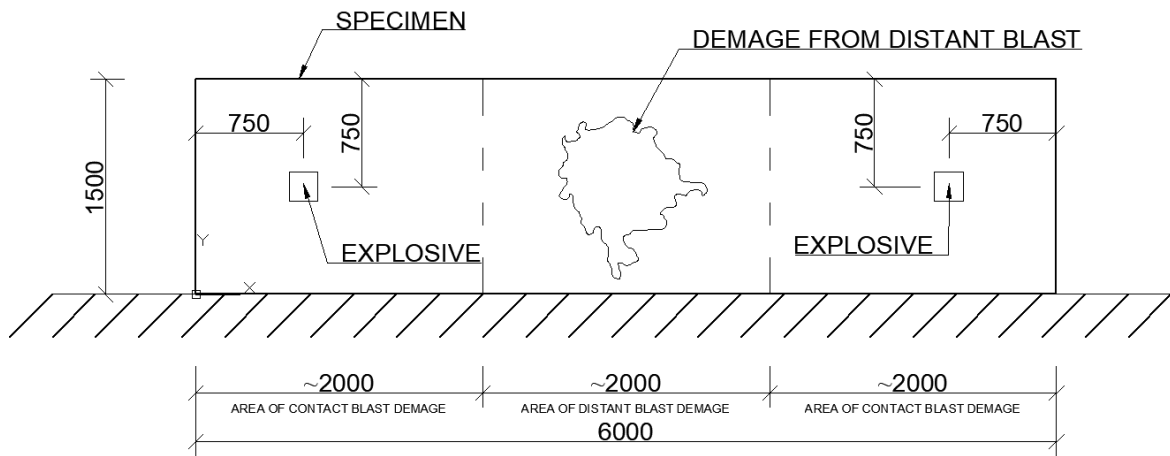 SPECIMEN
DEMAGE FROM DISTANT BLAST
750
750
750
750
1500
EXPLOSIVE
EXPLOSIVE
Y
X
~2000
~2000
~2000
AREA OF CONTACT BLAST DEMAGE
AREA OF DISTANT BLAST DEMAGE
AREA OF CONTACT BLAST DEMAGE
6000